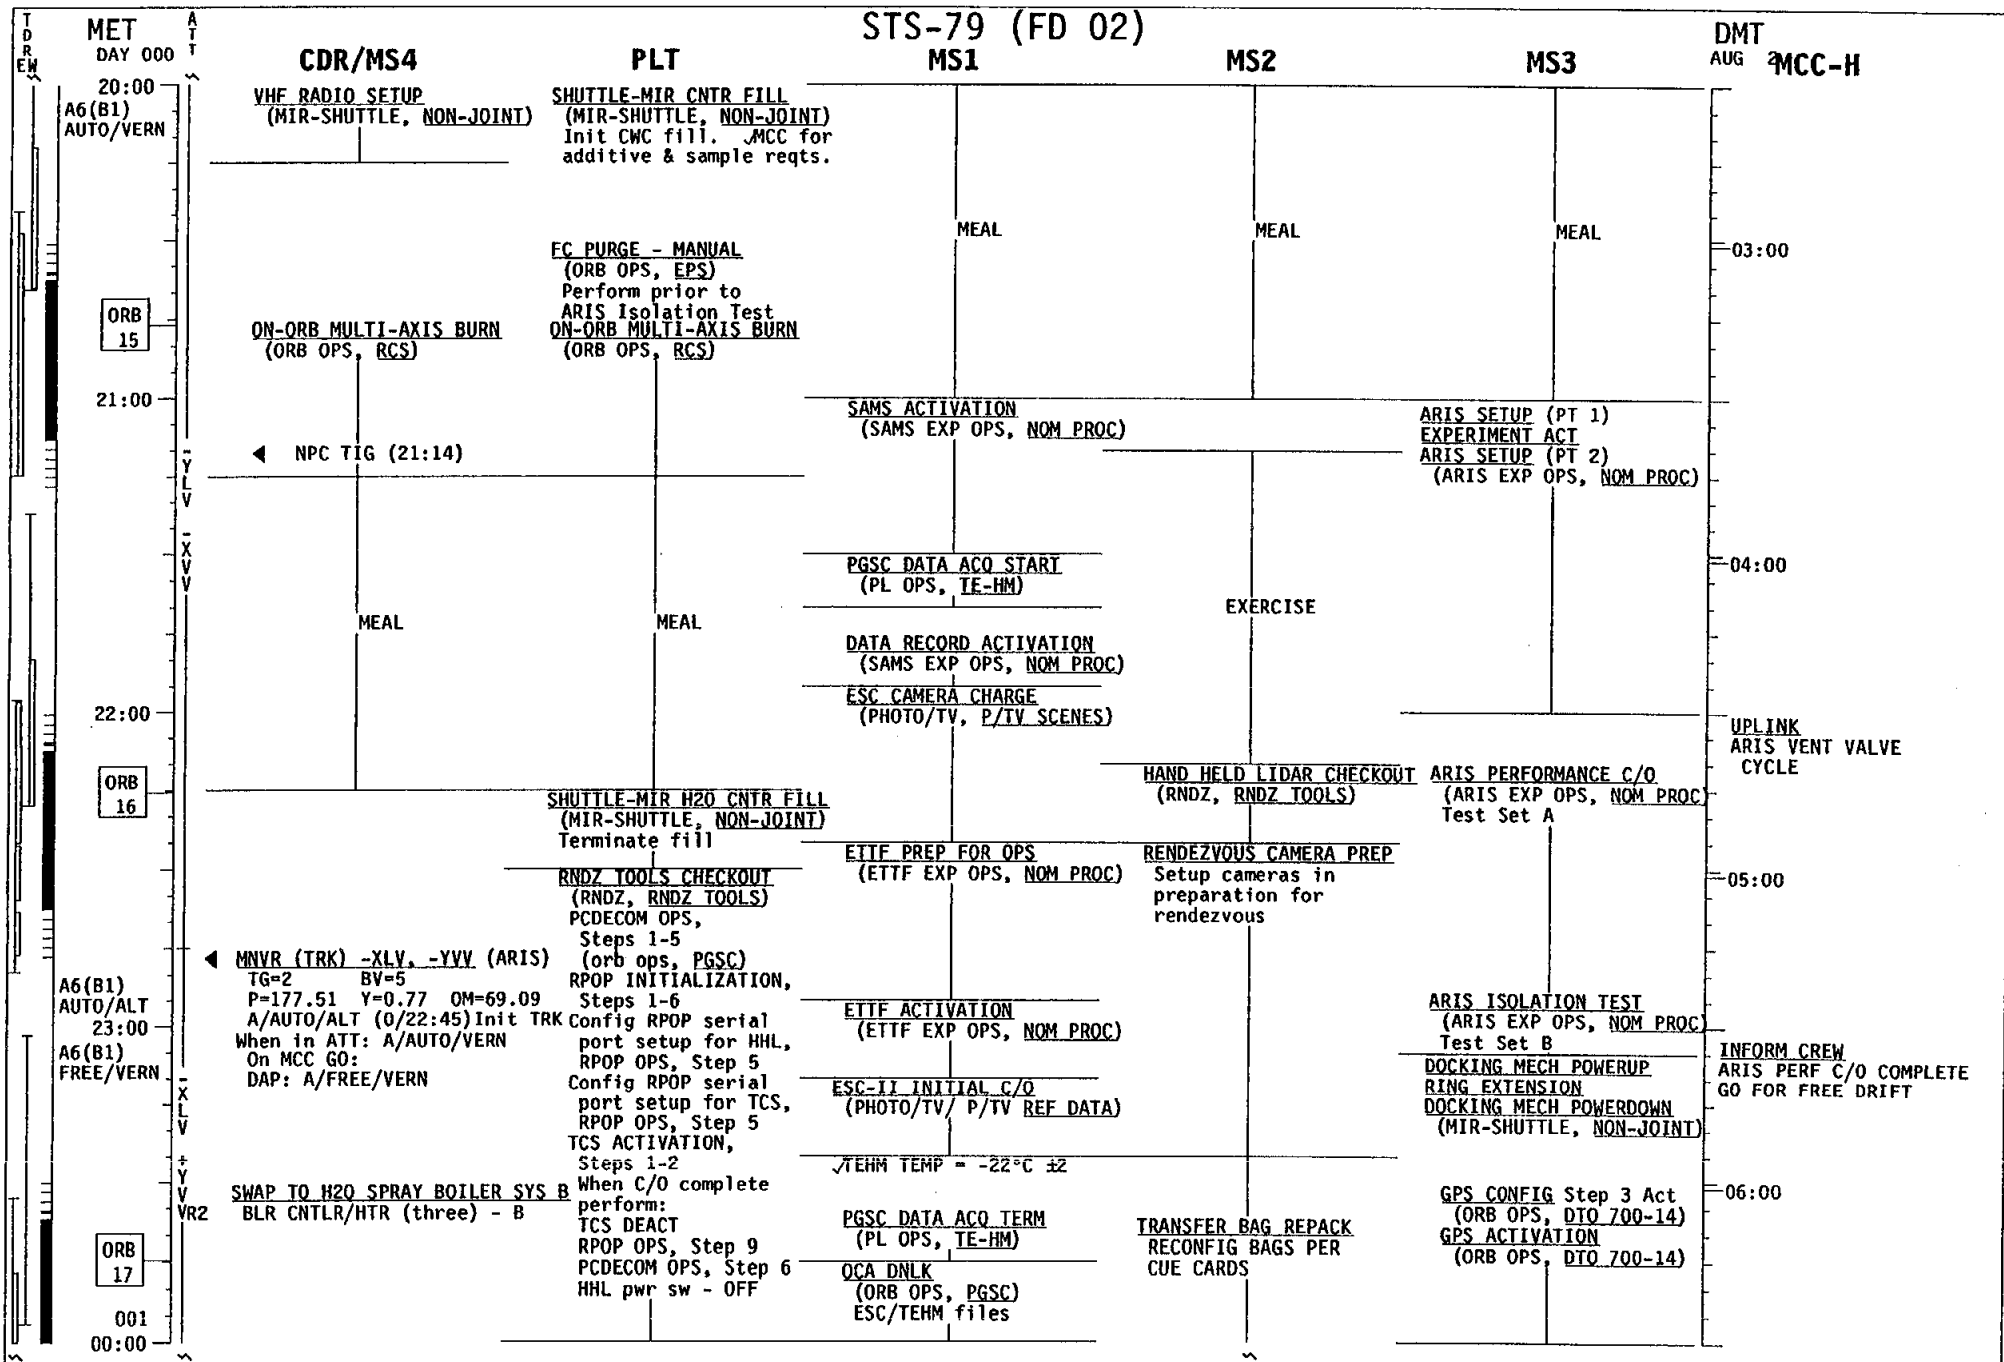 STS-79 (FD 02)
T
D
R
E W
MET
DAY 000
A
T
T
CDR/MS4
PLT
MS1
MS2
MS3
DMT
AUG 2
MCC-H
20:00
A6(B1)
AUTO/VERN
ORB
15
21:00
22:00
ORB
16
A6(B1)
AUTO/ALT
23:00
A6(B1)
FREE/VERN
ORB
17
001
00:00
-YLV
-XVV
-XLV
+YVVR2
VHF RADIO SETUP
(MIR-SHUTTLE, NON-JOINT)
ON-ORB MULTI-AXIS BURN
(ORB OPS, RCS)
◄ NPC TIG (21:14)
MEAL
◄ MNVR (TRK) -XLV, -YVV (ARIS)
TG=2 BV=5
P=177.51 Y=0.77 OM=69.09
A/AUTO/ALT (0/22:45)Init TRK
When in ATT: A/AUTO/VERN
On MCC GO:
DAP: A/FREE/VERN
SWAP TO H2O SPRAY BOILER SYS B
BLR CNTLR/HTR (three) - B
SHUTTLE-MIR CNTR FILL
(MIR-SHUTTLE, NON-JOINT)
Init CWC fill. √MCC for
additive & sample reqts.
FC PURGE - MANUAL
(ORB OPS, EPS)
Perform prior to
ARIS Isolation Test
ON-ORB MULTI-AXIS BURN
(ORB OPS, RCS)
MEAL
SHUTTLE-MIR H2O CNTR FILL
(MIR-SHUTTLE, NON-JOINT)
Terminate fill
RNDZ TOOLS CHECKOUT
(RNDZ, RNDZ TOOLS)
PCDECOM OPS,
Steps 1-5
(orb ops, PGSC)
RPOP INITIALIZATION,
Steps 1-6
Config RPOP serial
port setup for HHL,
RPOP OPS, Step 5
Config RPOP serial
port setup for TCS,
RPOP OPS, Step 5
TCS ACTIVATION,
Steps 1-2
When C/O complete
perform:
TCS DEACT
RPOP OPS, Step 9
PCDECOM OPS, Step 6
HHL pwr sw - OFF
MEAL
SAMS ACTIVATION
(SAMS EXP OPS, NOM PROC)
PGSC DATA ACQ START
(PL OPS, TE-HM)
DATA RECORD ACTIVATION
(SAMS EXP OPS, NOM PROC)
ESC CAMERA CHARGE
(PHOTO/TV, P/TV SCENES)
ETTF PREP FOR OPS
(ETTF EXP OPS, NOM PROC)
ETTF ACTIVATION
(ETTF EXP OPS, NOM PROC)
ESC-II INITIAL C/O
(PHOTO/TV/ P/TV REF DATA)
√TEHM TEMP = -22°C ±2
PGSC DATA ACQ TERM
(PL OPS, TE-HM)
OCA DNLK
(ORB OPS, PGSC)
ESC/TEHM files
MEAL
EXERCISE
HAND HELD LIDAR CHECKOUT
(RNDZ, RNDZ TOOLS)
RENDEZVOUS CAMERA PREP
Setup cameras in
preparation for
rendezvous
TRANSFER BAG REPACK
RECONFIG BAGS PER
CUE CARDS
MEAL
ARIS SETUP (PT 1)
EXPERIMENT ACT
ARIS SETUP (PT 2)
(ARIS EXP OPS, NOM PROC)
ARIS PERFORMANCE C/O
(ARIS EXP OPS, NOM PROC)
Test Set A
ARIS ISOLATION TEST
(ARIS EXP OPS, NOM PROC)
Test Set B
DOCKING MECH POWERUP
RING EXTENSION
DOCKING MECH POWERDOWN
(MIR-SHUTTLE, NON-JOINT)
GPS CONFIG Step 3 Act
(ORB OPS, DTO 700-14)
GPS ACTIVATION
(ORB OPS, DTO 700-14)
03:00
04:00
05:00
06:00
UPLINK
ARIS VENT VALVE
CYCLE
INFORM CREW
ARIS PERF C/O COMPLETE
GO FOR FREE DRIFT